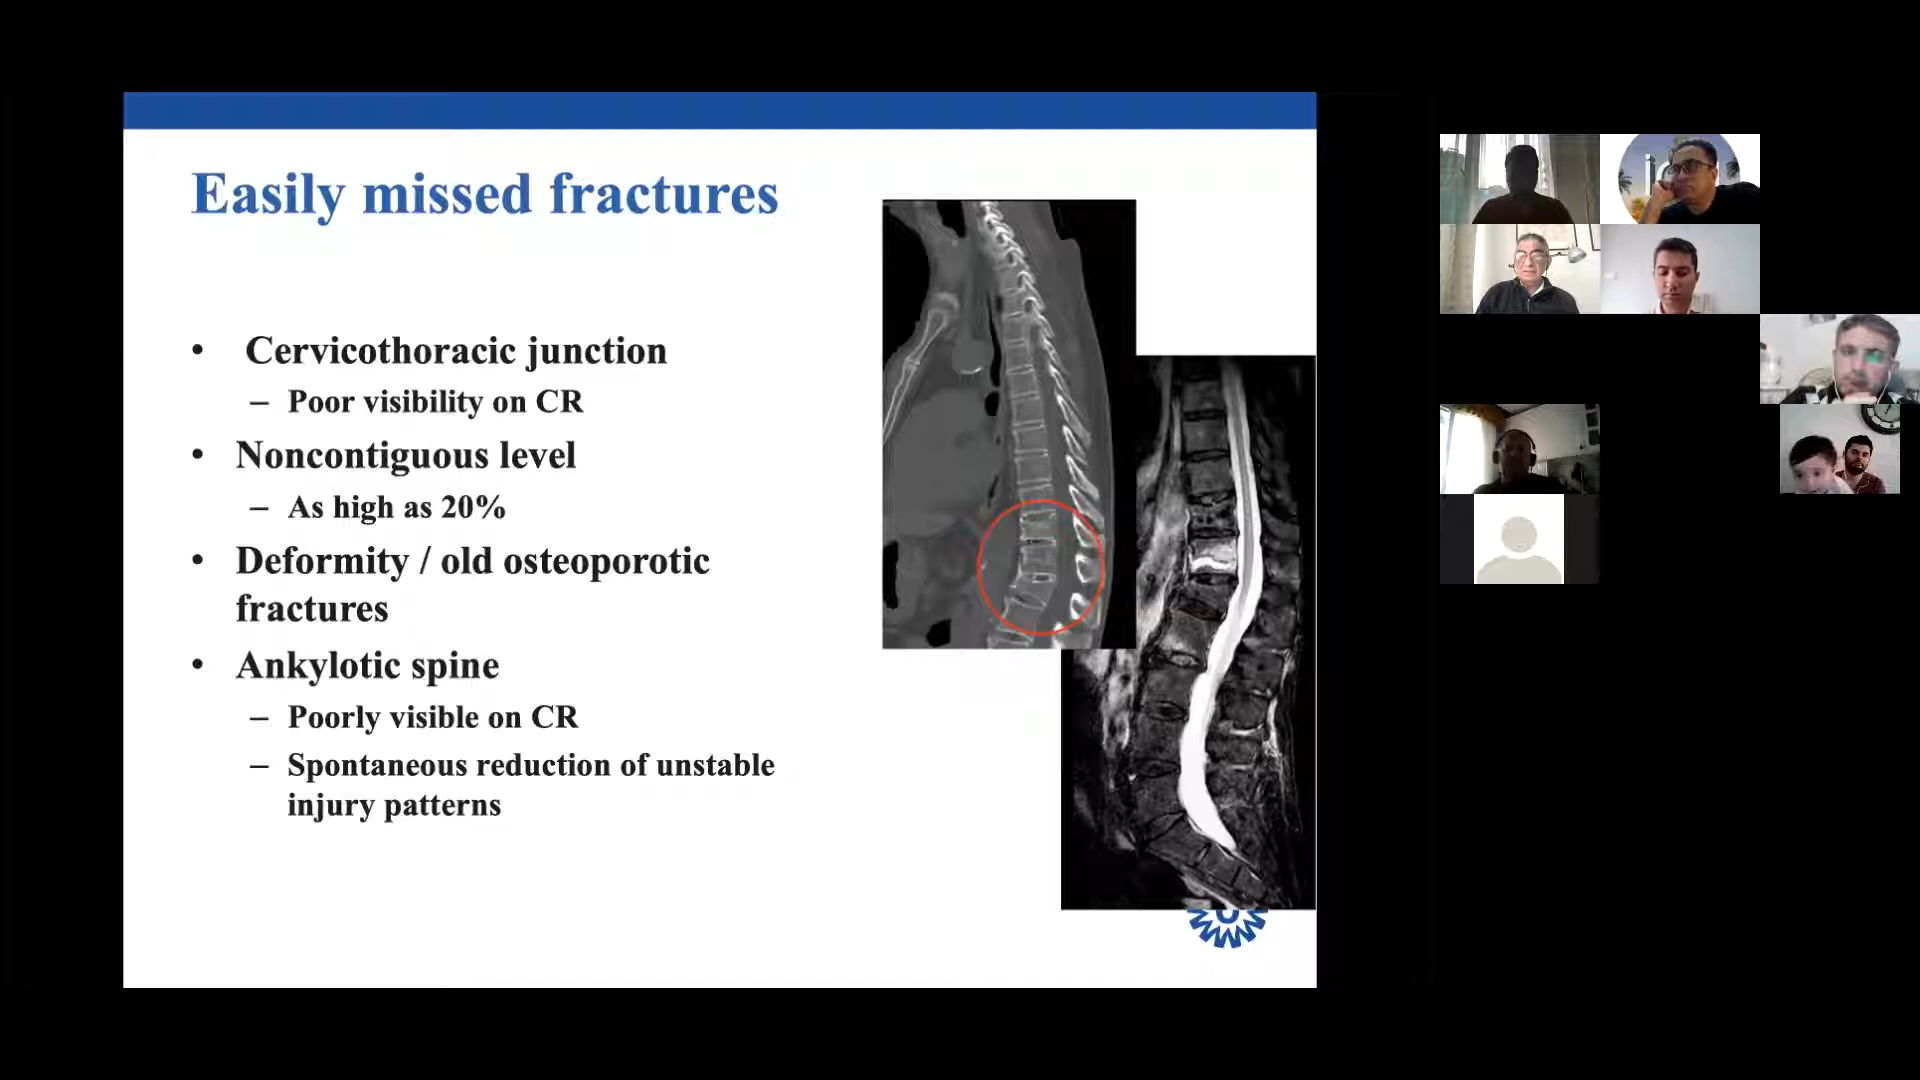 Easily missed fractures
• Cervicothoracic junction
– Poor visibility on CR
• Noncontiguous level
– As high as 20%
• Deformity / old osteoporotic
fractures
• Ankylotic spine
– Poorly visible on CR
– Spontaneous reduction of unstable
injury patterns